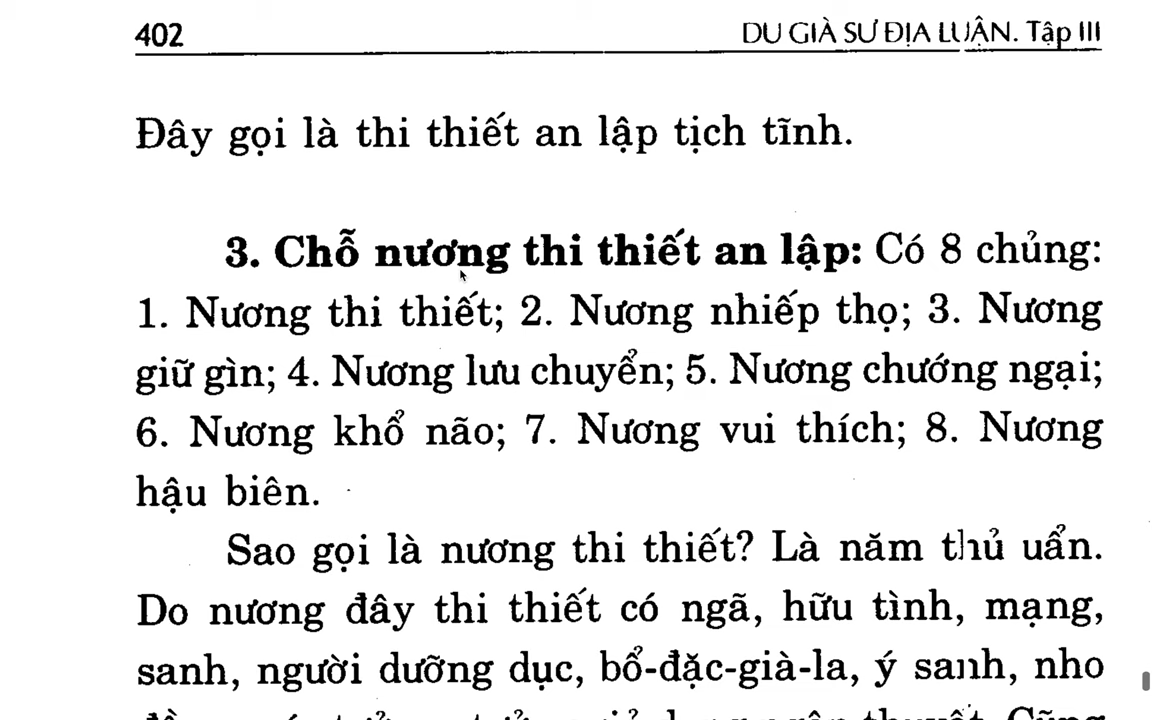 402 DU GIÀ SƯ ĐỊA LUẬN. Tập III
Đây gọi là thi thiết an lập tịch tĩnh.
3. Chỗ nương thi thiết an lập: Có 8 chủng:
1. Nương thi thiết; 2. Nương nhiếp thọ; 3. Nương
giữ gìn; 4. Nương lưu chuyển; 5. Nương chướng ngại;
6. Nương khổ não; 7. Nương vui thích; 8. Nương
hậu biên.
Sao gọi là nương thi thiết? Là năm thủ uẩn.
Do nương đây thi thiết có ngã, hữu tình, mạng,
sanh, người dưỡng dục, bổ-đặc-già-la, ý sanh, nho